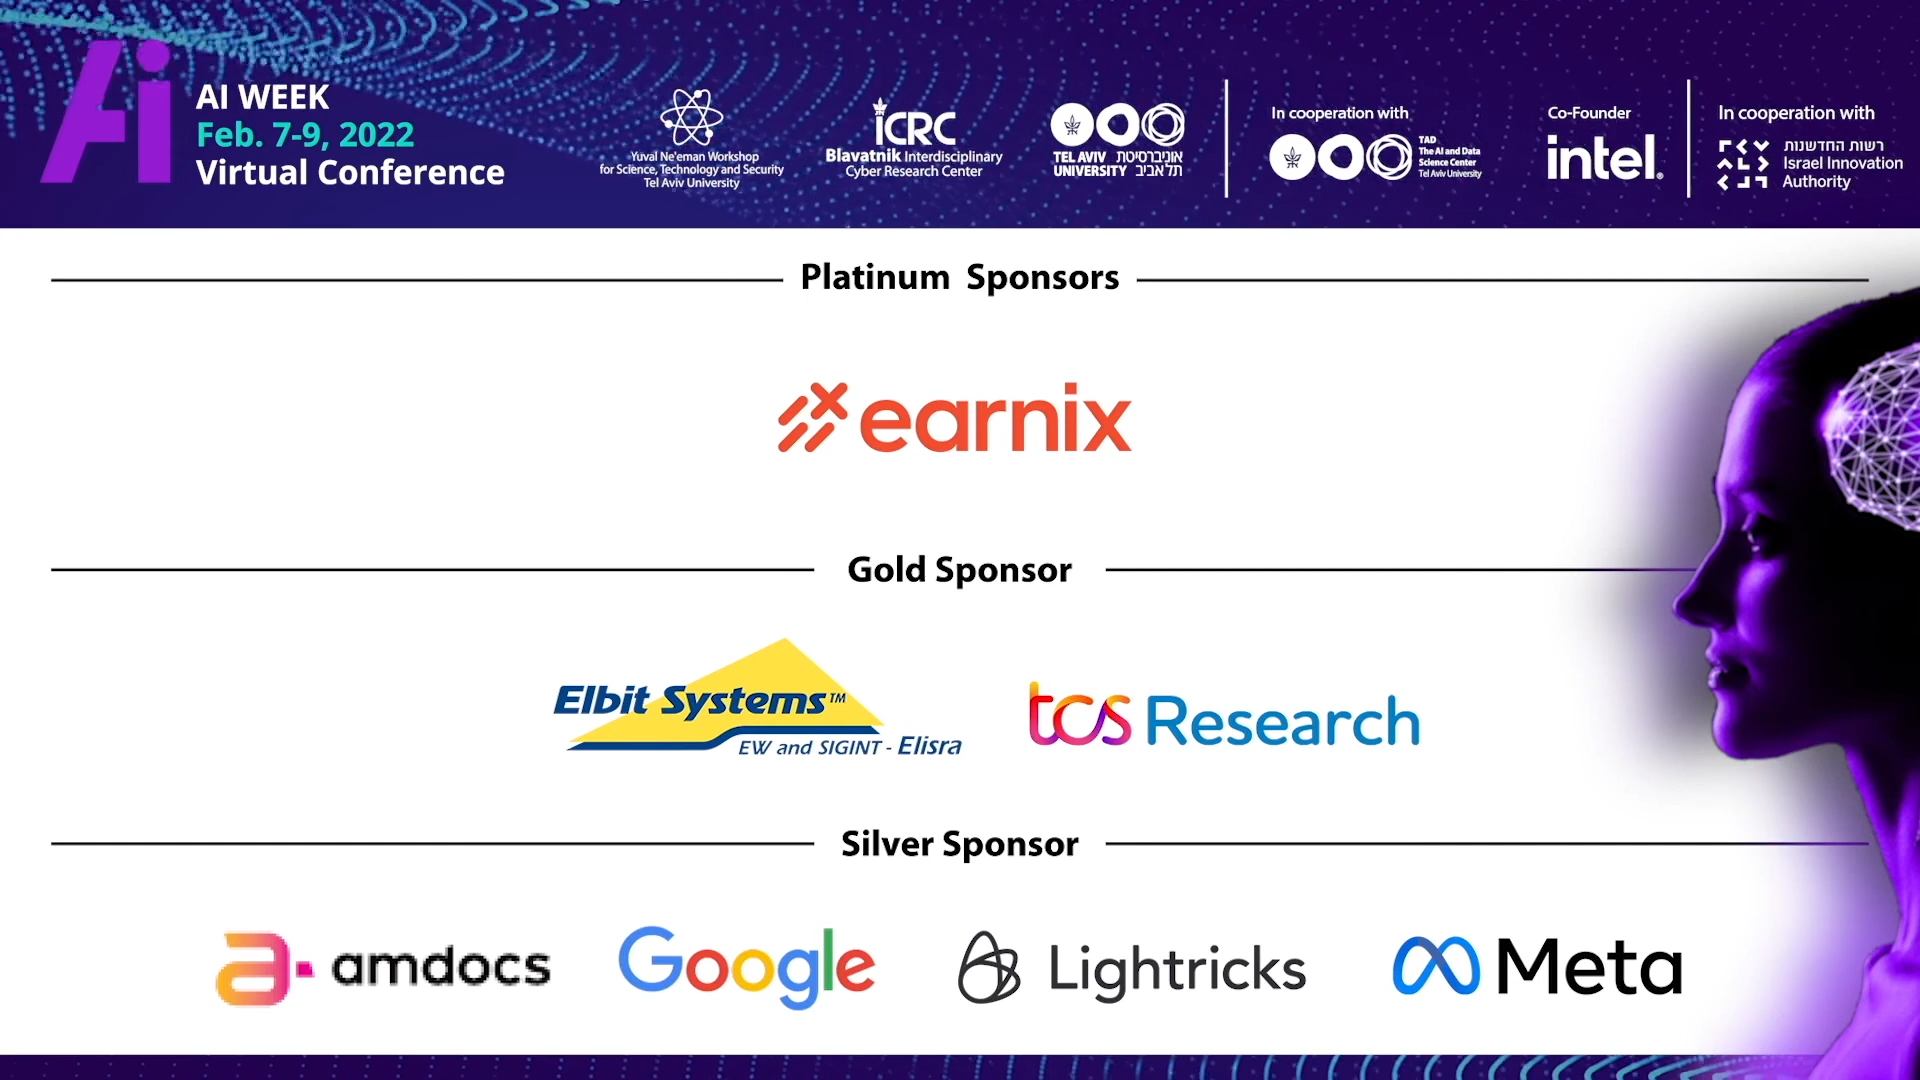 Ai
AI WEEK
Feb. 7-9, 2022
Virtual Conference
Yuval Ne'eman Workshop
for Science, Technology and Security
Tel Aviv University
iCRC
Blavatnik Interdisciplinary
Cyber Research Center
TEL AVIV אוניברסיטת
UNIVERSITY תל אביב
In cooperation with
TAD
The AI and Data
Science Center
Tel Aviv University
Co-Founder
intel.
In cooperation with
רשות החדשנות
Israel Innovation
Authority
Platinum Sponsors
earnix
Gold Sponsor
Elbit Systems™
EW and SIGINT - Elisra
tcs Research
Silver Sponsor
a amdocs
Google
Lightricks
Meta